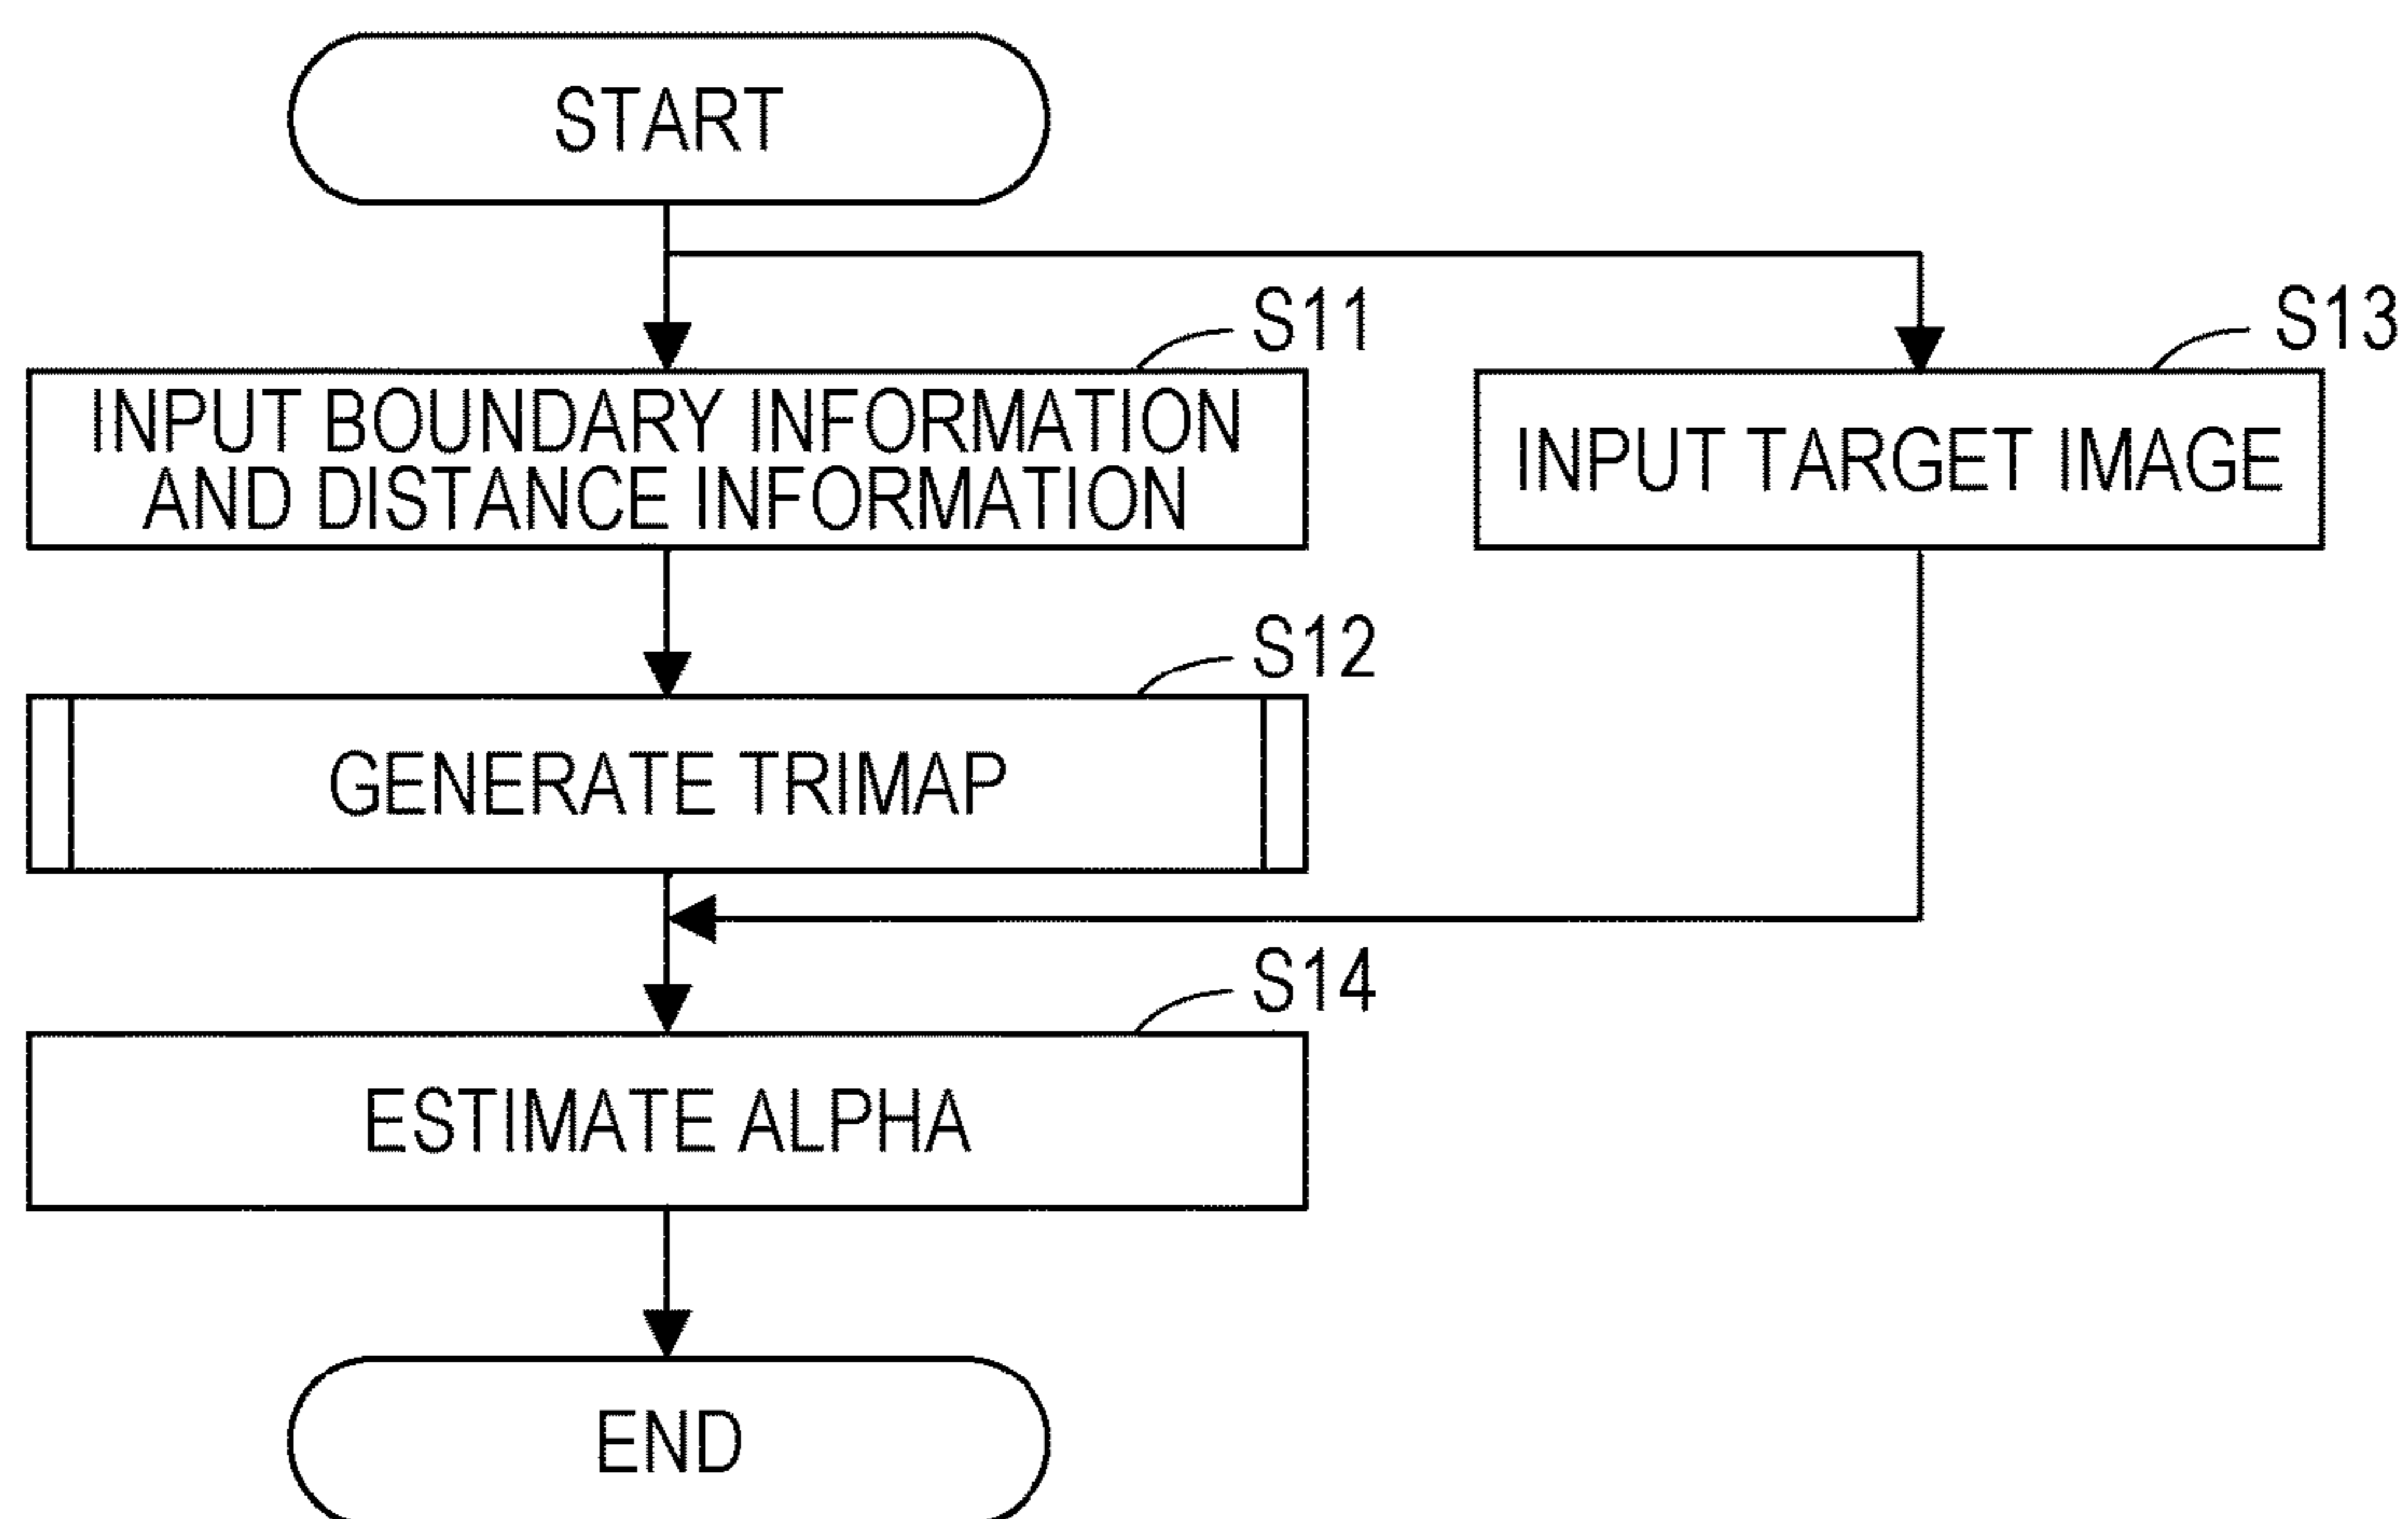 START
S11
S13
INPUT BOUNDARY INFORMATION
AND DISTANCE INFORMATION
INPUT TARGET IMAGE
S12
GENERATE TRIMAP
S14
ESTIMATE ALPHA
END